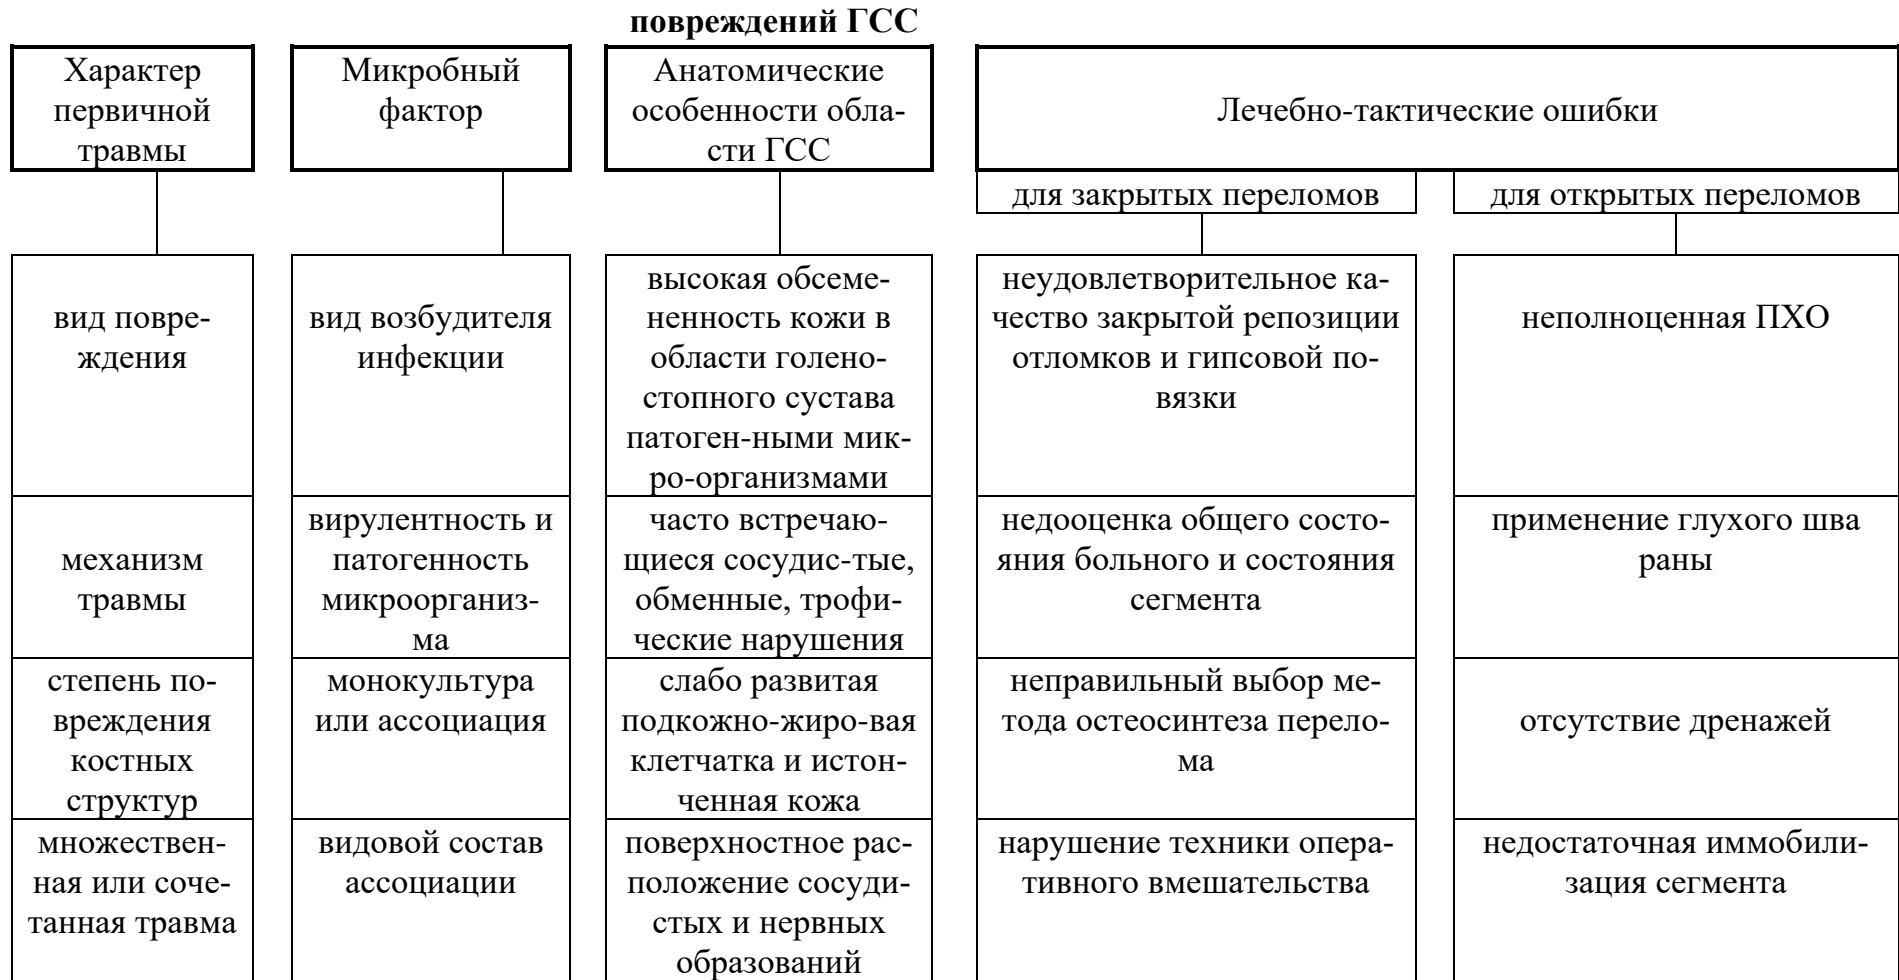 повреждений ГСС
Характер
первичной
травмы
Микробный
фактор
Анатомические
особенности обла-
сти ГСС
Лечебно-тактические ошибки
для закрытых переломов
для открытых переломов
вид повре-
ждения
вид возбудителя
инфекции
высокая обсеме-
ненность кожи в
области голено-
стопного сустава
патоген-ными мик-
ро-организмами
неудовлетворительное ка-
чество закрытой репозиции
отломков и гипсовой по-
вязки
неполноценная ПХО
механизм
травмы
вирулентность и
патогенность
микроорганиз-
ма
часто встречаю-
щиеся сосудис-тые,
обменные, трофи-
ческие нарушения
недооценка общего состо-
яния больного и состояния
сегмента
применение глухого шва
раны
степень по-
вреждения
костных
структур
монокультура
или ассоциация
слабо развитая
подкожно-жиро-вая
клетчатка и истон-
ченная кожа
неправильный выбор ме-
тода остеосинтеза перело-
ма
отсутствие дренажей
множествен-
ная или соче-
танная травма
видовой состав
ассоциации
поверхностное рас-
положение сосуди-
стых и нервных
образований
нарушение техники опера-
тивного вмешательства
недостаточная иммобили-
зация сегмента